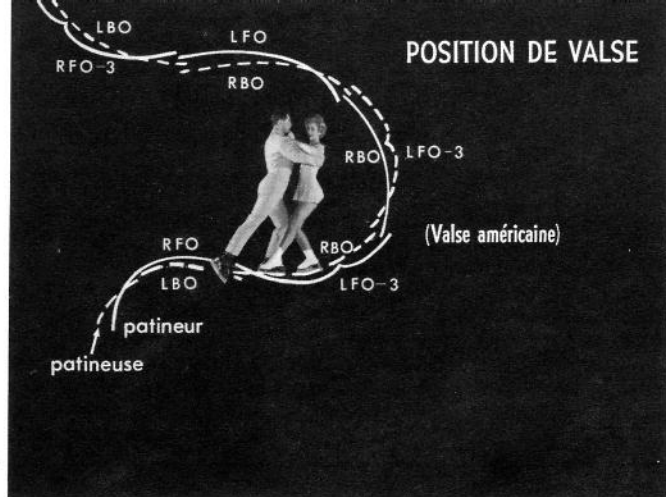 LBO
LFO
POSITION DE VALSE
RFO-3
RBO
RBO
LFO-3
RFO
RBO
(Valse américaine)
LBO
LFO-3
patineur
patineuse